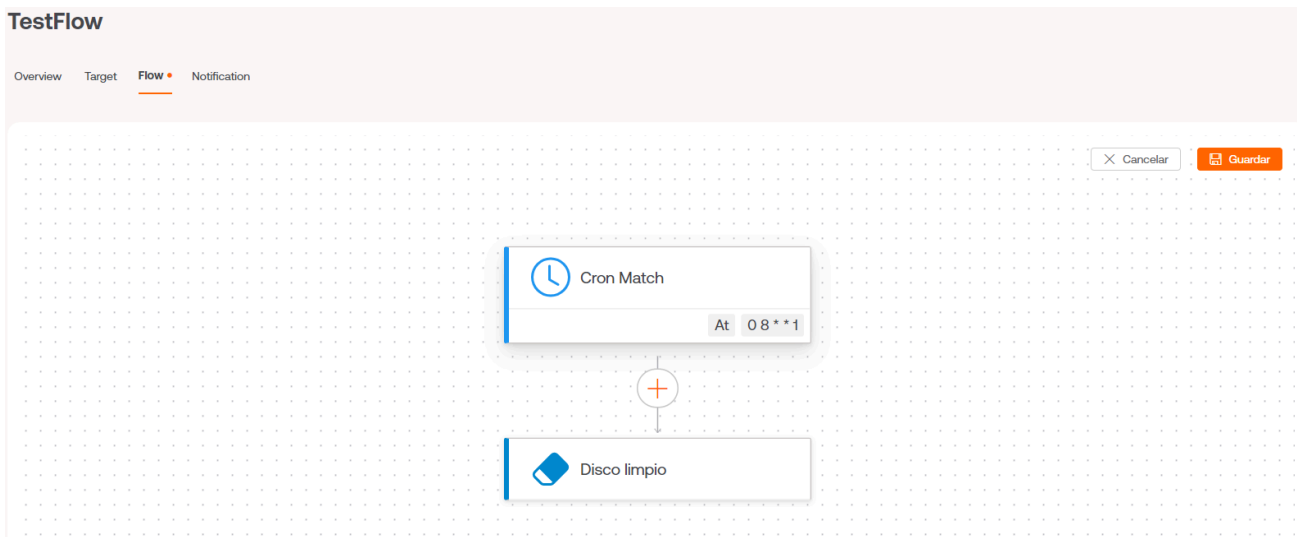 TestFlow
Overview Target Flow Notification
Cancelar Guardar
Cron Match
At 0 8 * * 1
Disco limpio